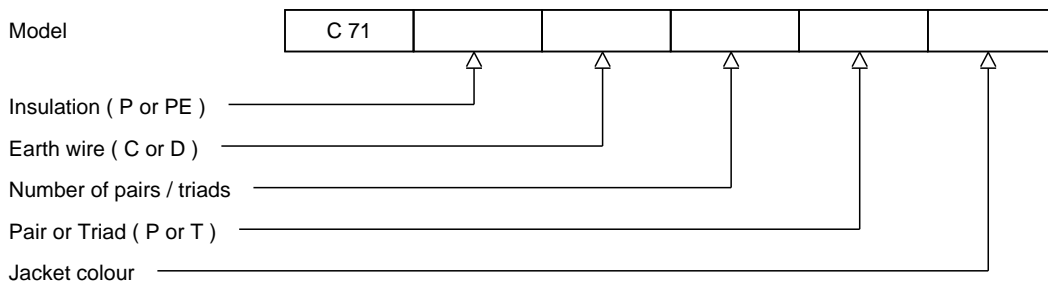 Model
C 71
Insulation ( P or PE )
Earth wire ( C or D )
Number of pairs / triads
Pair or Triad ( P or T )
Jacket colour